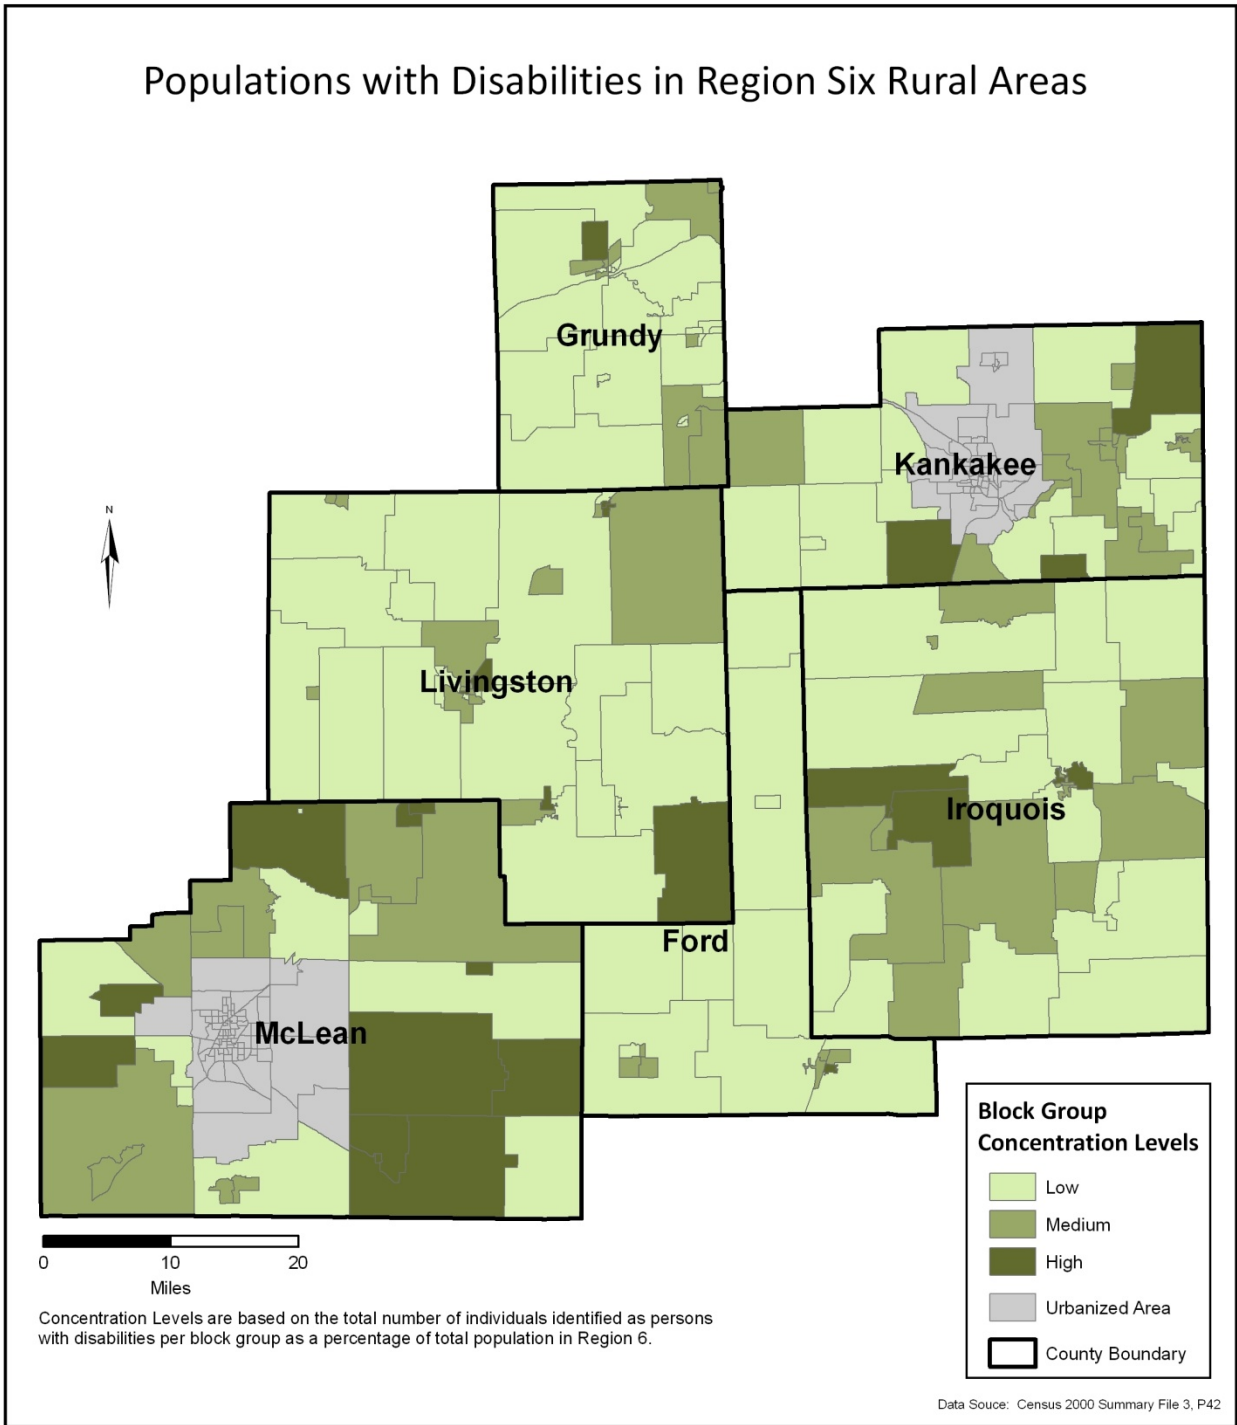 Populations with Disabilities in Region Six Rural Areas
Grundy
Kankakee
N
Livingston
Iroquois
Ford
McLean
Block Group
Concentration Levels
Low
Medium
High
Urbanized Area
County Boundary
0 10 20
Miles
Concentration Levels are based on the total number of individuals identified as persons
with disabilities per block group as a percentage of total population in Region 6.
Data Souce: Census 2000 Summary File 3, P42